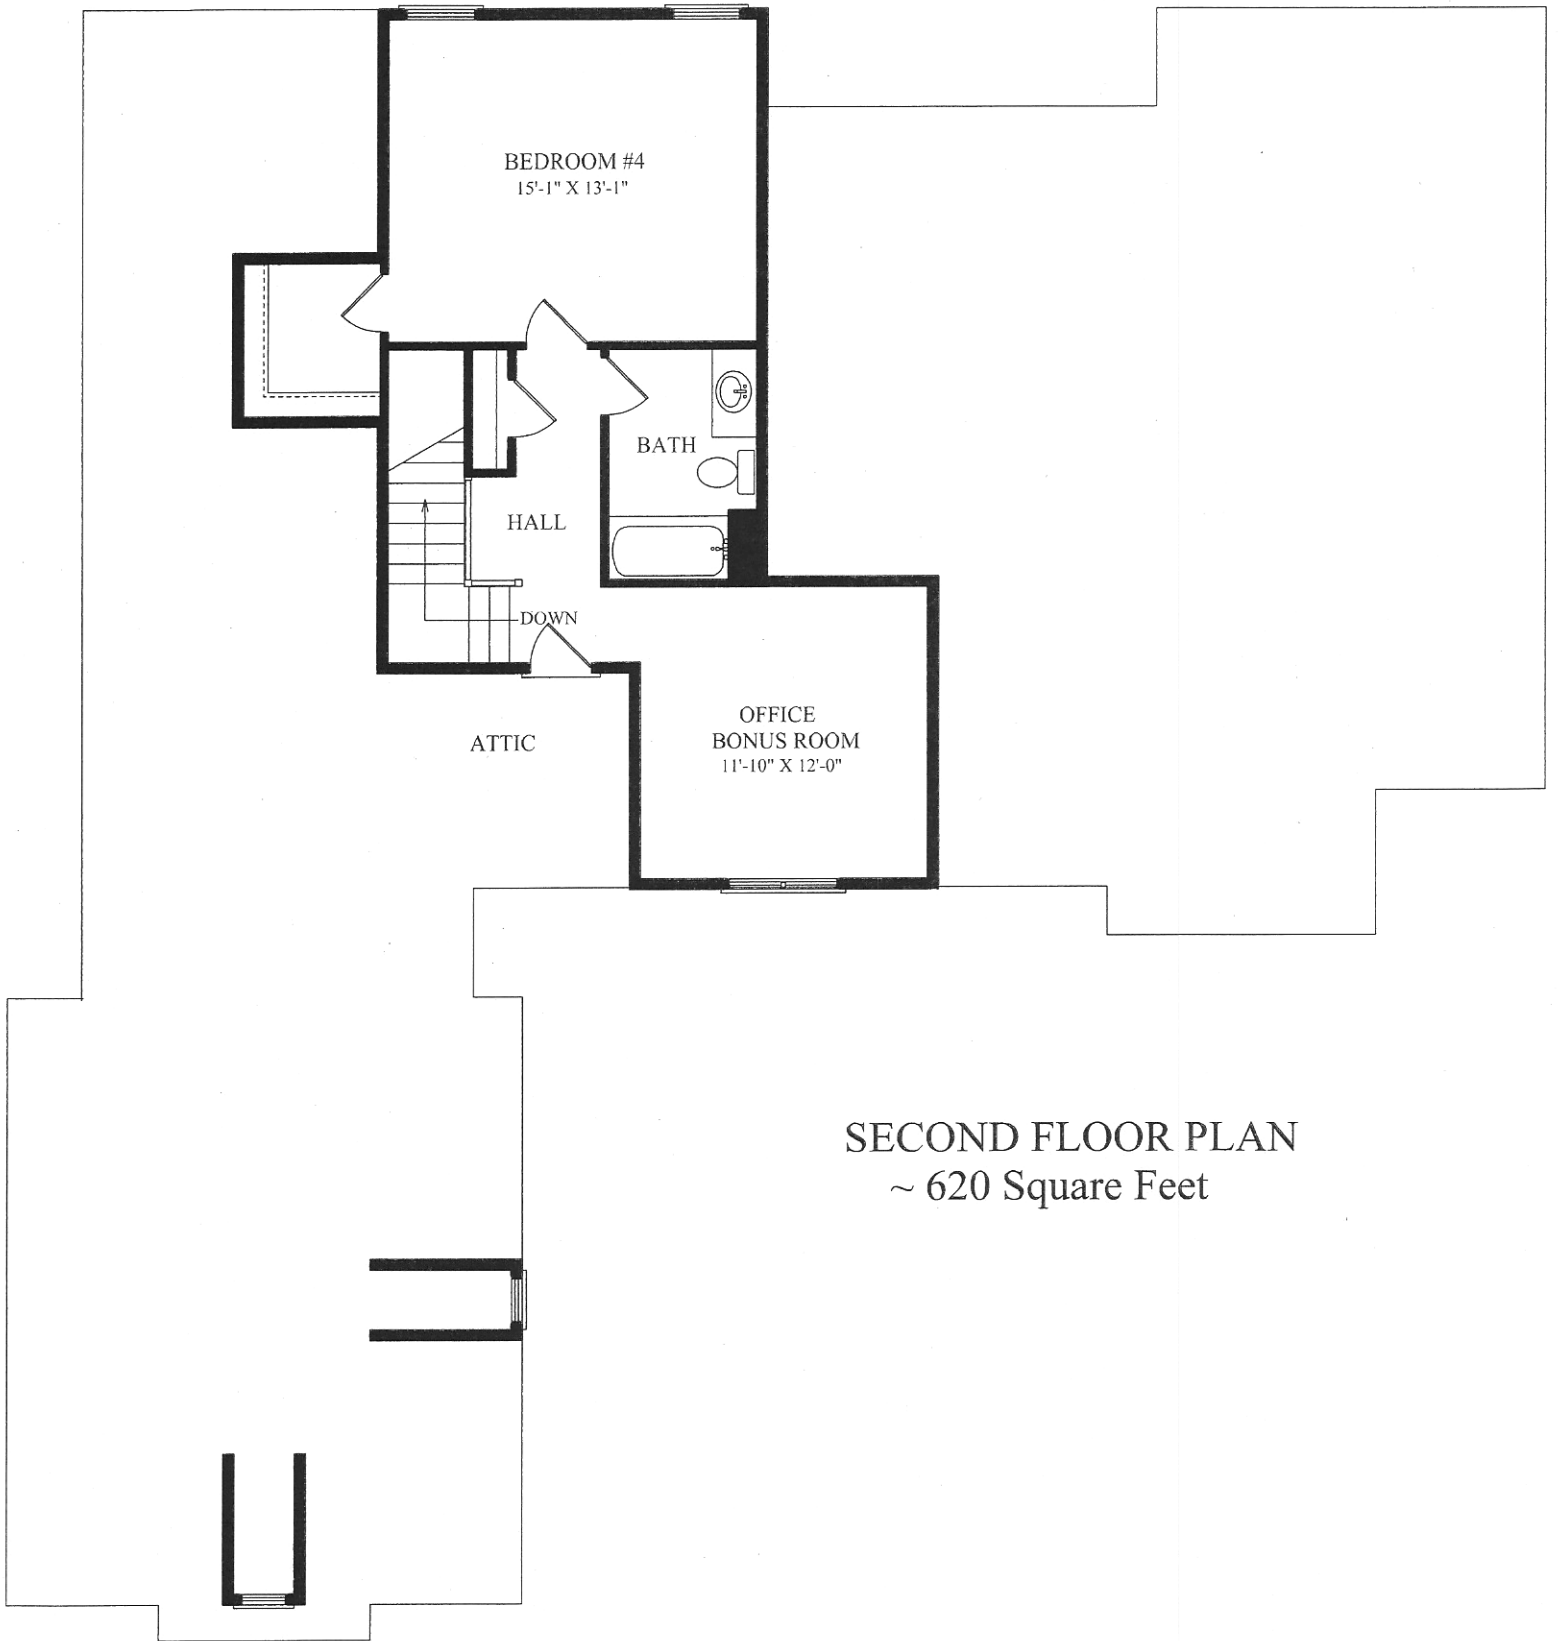 BEDROOM #4
15'-1" X 13'-1"
BATH
HALL
DOWN
OFFICE
BONUS ROOM
11'-10" X 12'-0"
ATTIC
SECOND FLOOR PLAN
~ 620 Square Feet